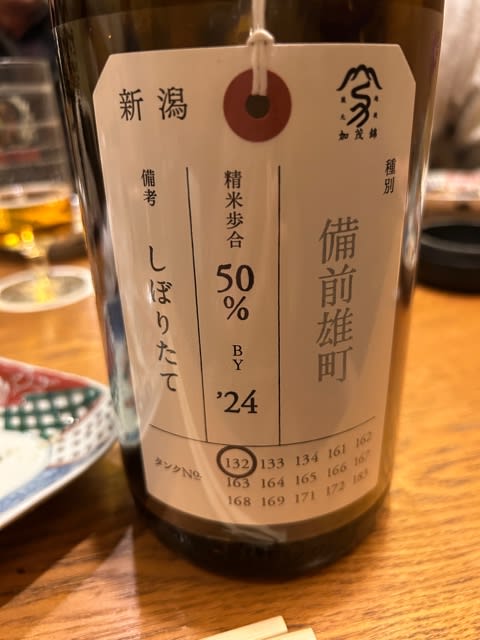 新潟
加茂錦
種別
備前雄町
精米歩合
50
%
BY
'24
備考
しぼりたて
タンクNo.
132 133 134 161 162
163 164 165 166 167
168 169 171 172 183